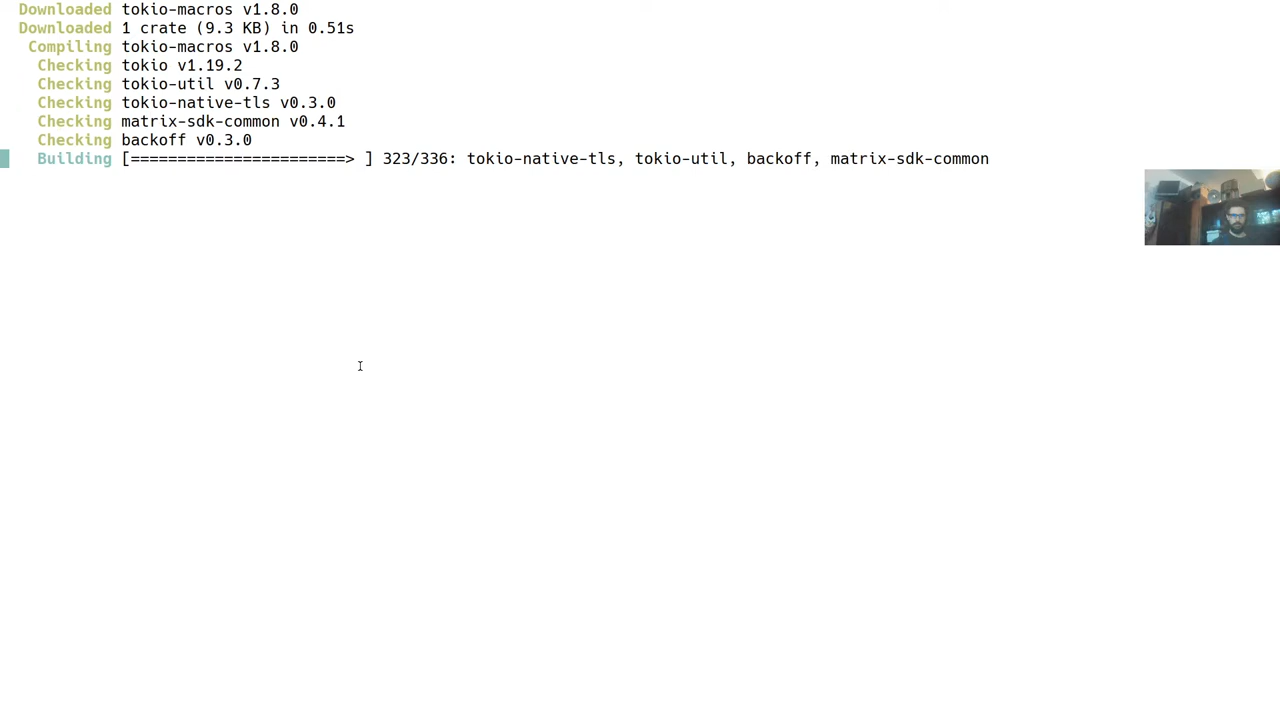 Downloaded tokio-macros v1.8.0
Downloaded 1 crate (9.3 KB) in 0.51s
Compiling tokio-macros v1.8.0
Checking tokio v1.19.2
Checking tokio-util v0.7.3
Checking tokio-native-tls v0.3.0
Checking matrix-sdk-common v0.4.1
Checking backoff v0.3.0
Building [=======================> ] 323/336: tokio-native-tls, tokio-util, backoff, matrix-sdk-common